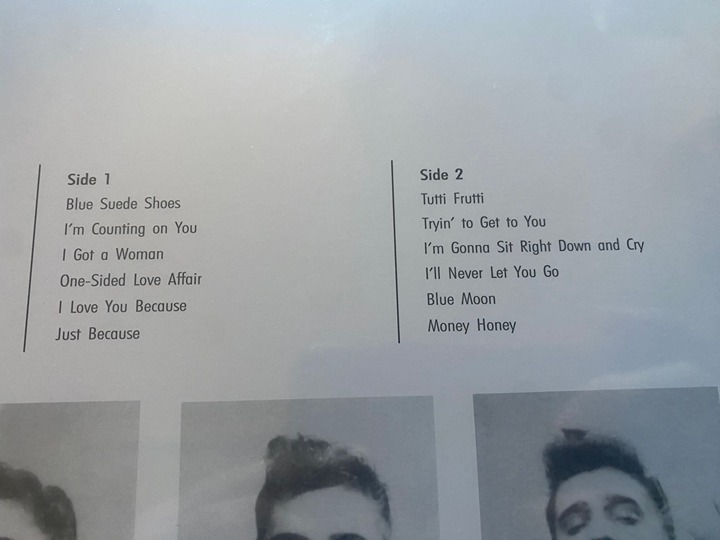 Side 1
Blue Suede Shoes
I'm Counting on You
I Got a Woman
One-Sided Love Affair
I Love You Because
Just Because
Side 2
Tutti Frutti
Tryin' to Get to You
I'm Gonna Sit Right Down and Cry
I'll Never Let You Go
Blue Moon
Money Honey